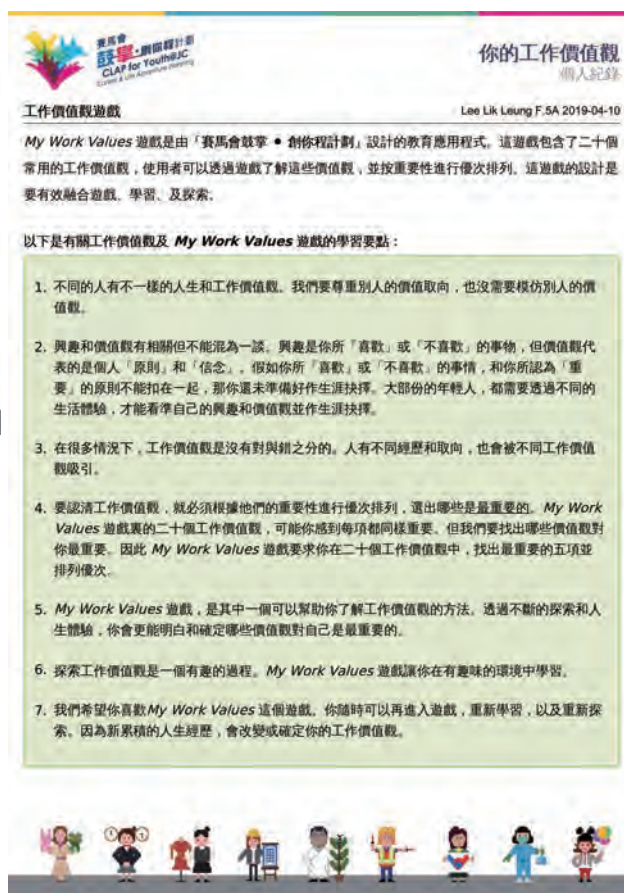 賽馬會
鼓掌·創你程計劃
CLAP for Youth@JC
Career & Life Adventure Planning
你的工作價值觀
個人紀錄
工作價值觀遊戲
Lee Lik Leung F.5A 2019-04-10
My Work Values 遊戲是由「賽馬會鼓掌 • 創你程計劃」設計的教育應用程式。這遊戲包含了二十個
常用的工作價值觀，使用者可以透過遊戲了解這些價值觀，並按重要性進行優次排列。這遊戲的設計是
要有效融合遊戲、學習、及探索。
以下是有關工作價值觀及 My Work Values 遊戲的學習要點：
1. 不同的人有不一樣的人生和工作價值觀。我們要尊重別人的價值取向，也沒需要模仿別人的價
值觀。
2. 興趣和價值觀有相關但不能混為一談。興趣是你所「喜歡」或「不喜歡」的事物，但價值觀代
表的是個人「原則」和「信念」。假如你所「喜歡」或「不喜歡」的事情，和你所認為「重
要」的原則不能扣在一起，那你還未準備好作生涯抉擇。大部份的年輕人，都需要透過不同的
生活體驗，才能看準自己的興趣和價值觀並作生涯抉擇。
3. 在很多情況下，工作價值觀是沒有對與錯之分的。人有不同經歷和取向，也會被不同工作價值
觀吸引。
4. 要認清工作價值觀，就必須根據他們的重要性進行優次排列，選出哪些是最重要的。My Work
Values 遊戲裏的二十個工作價值觀，可能你感到每項都同樣重要。但我們要找出哪些價值觀對
你最重要。因此 My Work Values 遊戲要求你在二十個工作價值觀中，找出最重要的五項並
排列優次。
5. My Work Values 遊戲，是其中一個可以幫助你了解工作價值觀的方法。透過不斷的探索和人
生體驗，你會更能明白和確定哪些價值觀對自己是最重要的。
6. 探索工作價值觀是一個有趣的過程。My Work Values 遊戲讓你在有趣味的環境中學習。
7. 我們希望你喜歡My Work Values 這個遊戲。你隨時可以再進入遊戲，重新學習，以及重新探
索。因為新累積的人生經歷，會改變或確定你的工作價值觀。